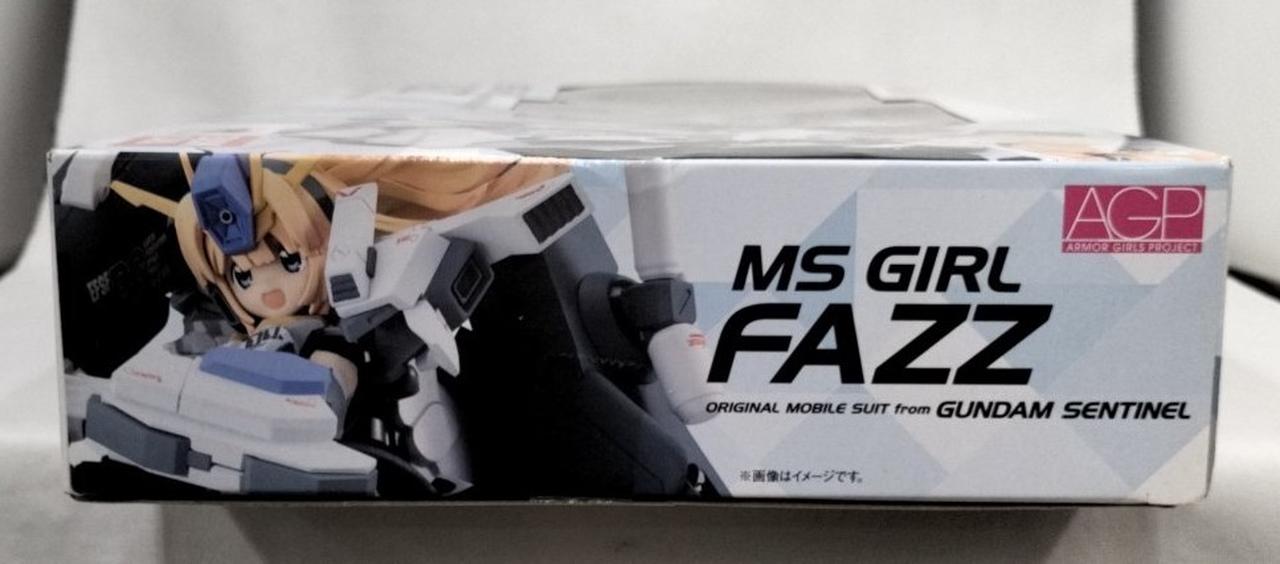 AGP
ARMOR GIRLS PROJECT
MS GIRL
FAZZ
ORIGINAL MOBILE SUIT from GUNDAM SENTINEL
※画像はイメージです。